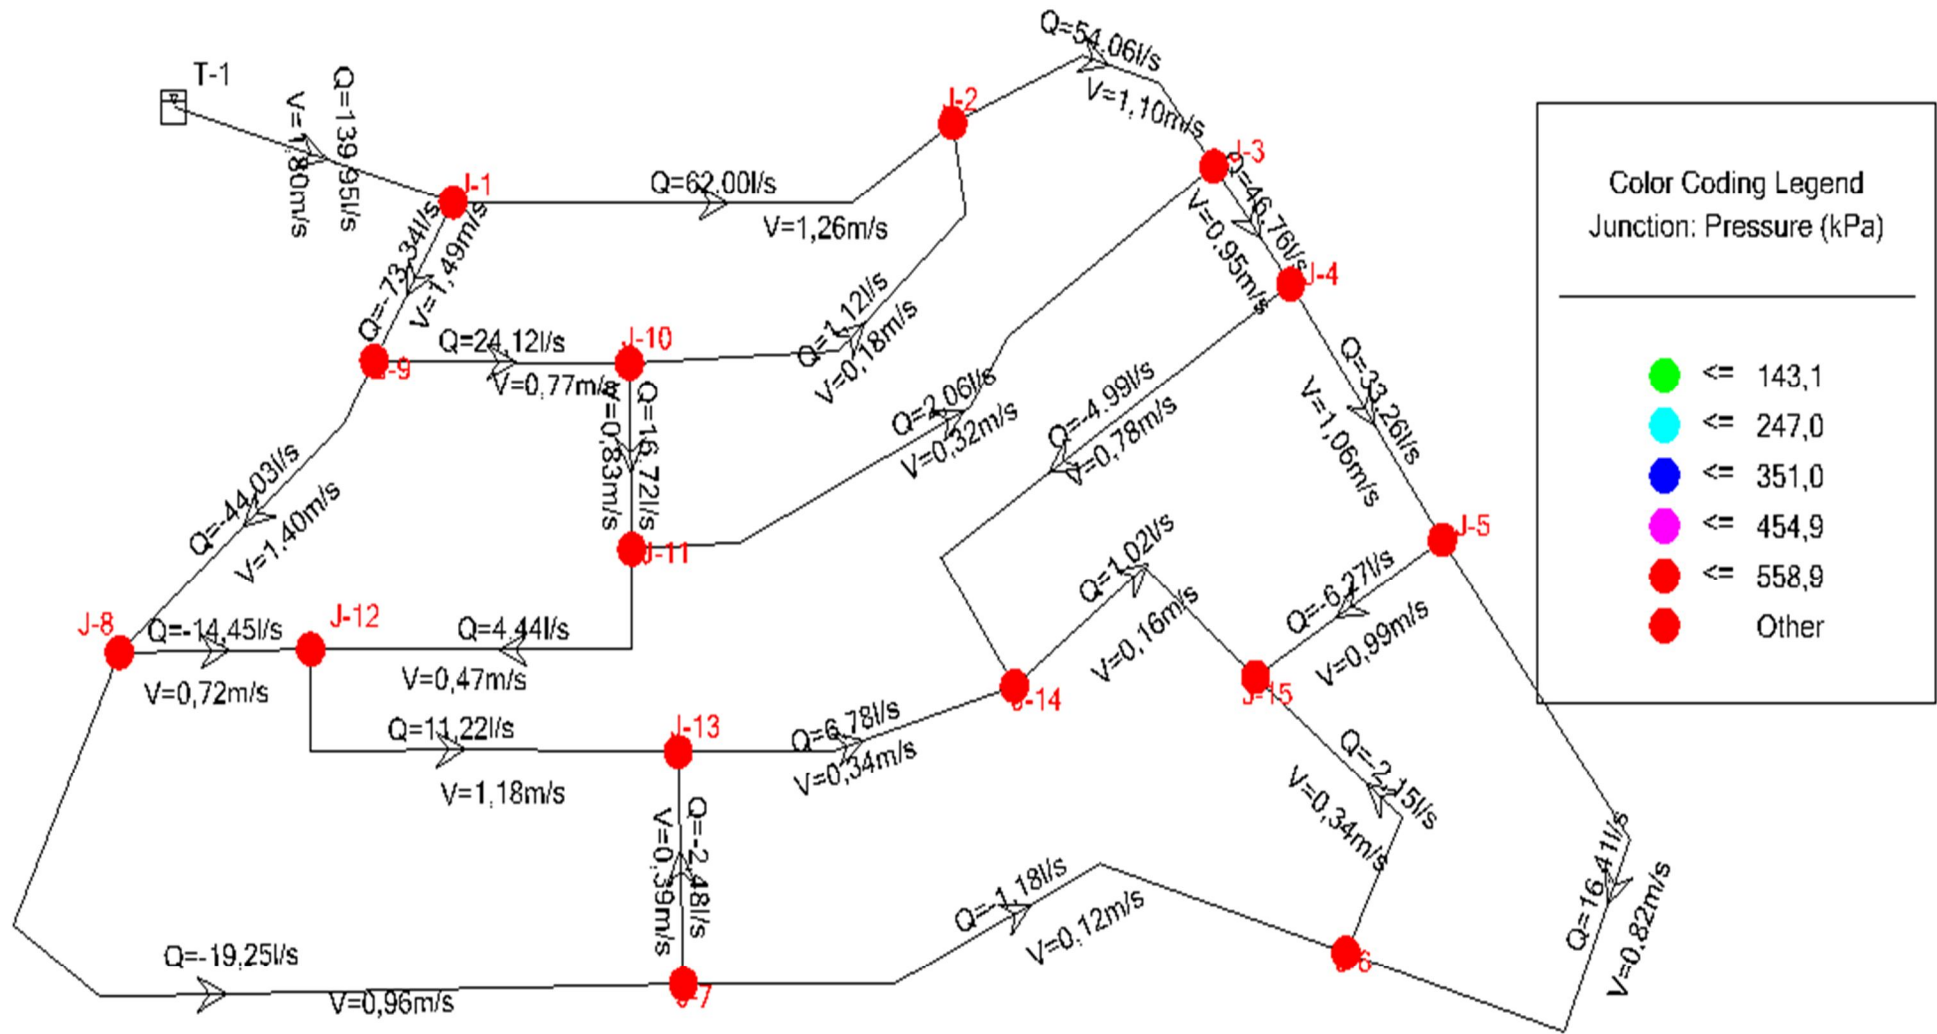 T-1
Q=139,95l/s
V=1,80m/s
J-1
Q=62,00l/s
V=1,26m/s
J-2
Q=54,06l/s
V=1,10m/s
J-3
Q=46,76l/s
V=0,95m/s
J-4
Q=-73,34l/s
V=1,49m/s
J-9
Q=24,12l/s
V=0,77m/s
J-10
Q=1,12l/s
V=0,18m/s
Q=16,72l/s
V=0,83m/s
Q=2,06l/s
V=0,32m/s
Q=-4,99l/s
V=0,78m/s
Q=33,26l/s
V=1,06m/s
J-5
Q=-44,03l/s
V=1,40m/s
J-11
J-8
Q=-14,45l/s
V=0,72m/s
J-12
Q=4,44l/s
V=0,47m/s
Q=1,02l/s
V=0,16m/s
Q=-6,27l/s
V=0,99m/s
J-14
J-15
Q=11,22l/s
V=1,18m/s
J-13
Q=6,78l/s
V=0,34m/s
Q=-2,15l/s
V=0,34m/s
Q=-2,48l/s
V=0,39m/s
Q=-1,18l/s
V=0,12m/s
J-6
Q=16,41l/s
V=0,82m/s
Q=-19,25l/s
V=0,96m/s
J-7
Color Coding Legend
Junction: Pressure (kPa)
<= 143,1
<= 247,0
<= 351,0
<= 454,9
<= 558,9
Other